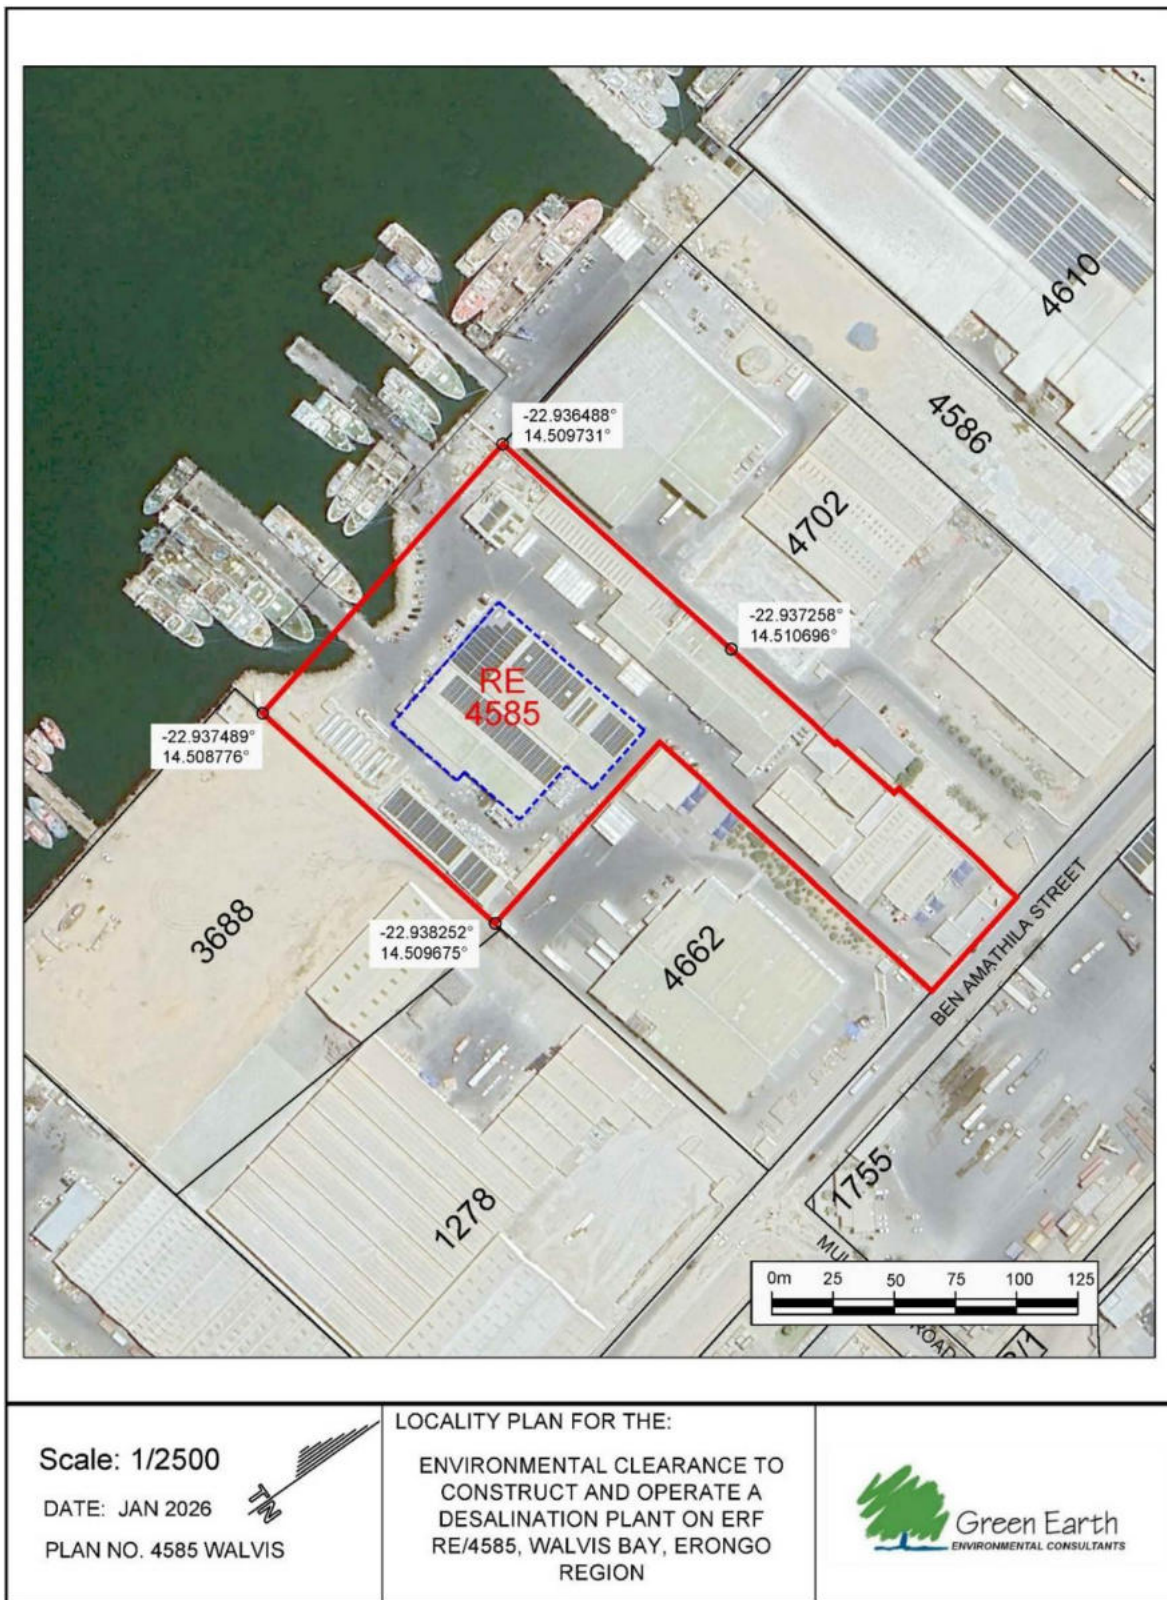 4610
4586
-22.936488°
14.509731°
4702
-22.937258°
14.510696°
RE
4585
-22.937489°
14.508776°
3688
-22.938252°
14.509675°
4662
BEN AMATHILA STREET
1755
1278
0m 25 50 75 100 125
ROAD
Scale: 1/2500
TN
DATE: JAN 2026
PLAN NO. 4585 WALVIS
LOCALITY PLAN FOR THE:
ENVIRONMENTAL CLEARANCE TO
CONSTRUCT AND OPERATE A
DESALINATION PLANT ON ERF
RE/4585, WALVIS BAY, ERONGO
REGION
Green Earth
ENVIRONMENTAL CONSULTANTS